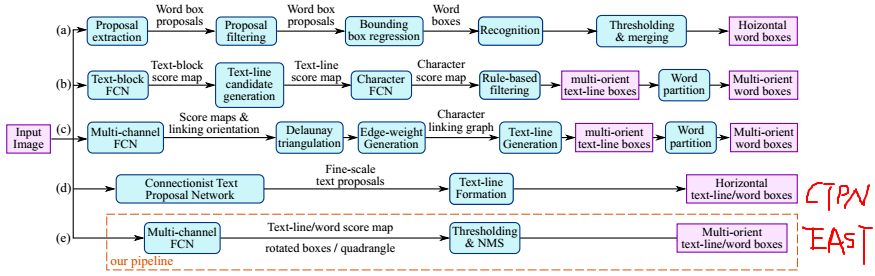 (a) Proposal extraction Word box proposals Proposal filtering Word box proposals Bounding box regression Word boxes Recognition Thresholding & merging Hoizontal word boxes
(b) Text-block FCN Text-block score map Text-line candidate generation Text-line score map Character FCN Character score map Rule-based filtering multi-orient text-line boxes Word partition Multi-orient word boxes
Input Image
(c) Multi-channel FCN Score maps & linking orientation Delaunay triangulation Edge-weight Generation Character linking graph Text-line Generation multi-orient text-line boxes Word partition Multi-orient word boxes
(d) Connectionist Text Proposal Network Fine-scale text proposals Text-line Formation Horizontal text-line/word boxes CTPN
(e) Multi-channel FCN Text-line/word score map rotated boxes / quadrangle Thresholding & NMS Multi-orient text-line/word boxes EAST
our pipeline